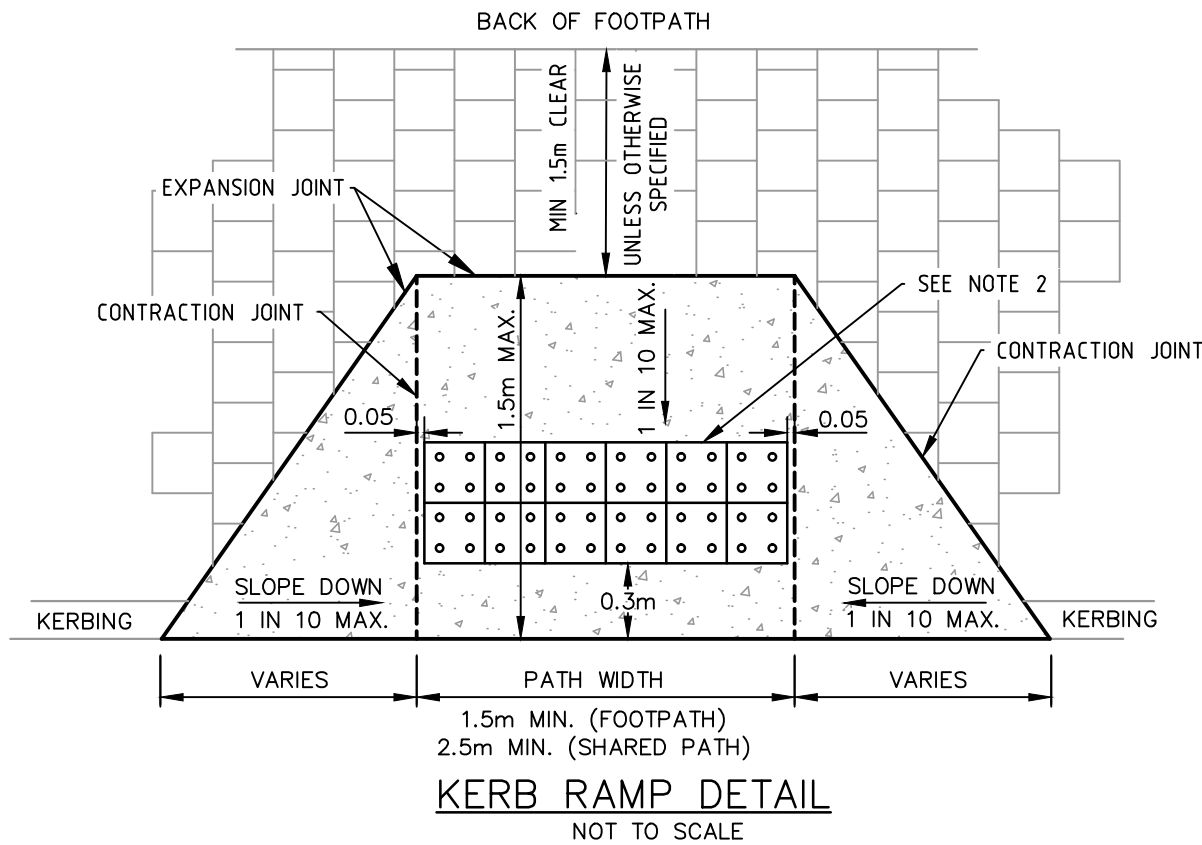 BACK OF FOOTPATH
MIN 1.5m CLEAR
UNLESS OTHERWISE
SPECIFIED
EXPANSION JOINT
SEE NOTE 2
CONTRACTION JOINT
CONTRACTION JOINT
1.5m MAX.
1 IN 10 MAX.
0.05
0.05
SLOPE DOWN
1 IN 10 MAX.
0.3m
SLOPE DOWN
1 IN 10 MAX.
KERBING
KERBING
VARIES
PATH WIDTH
VARIES
1.5m MIN. (FOOTPATH)
2.5m MIN. (SHARED PATH)
KERB RAMP DETAIL
NOT TO SCALE